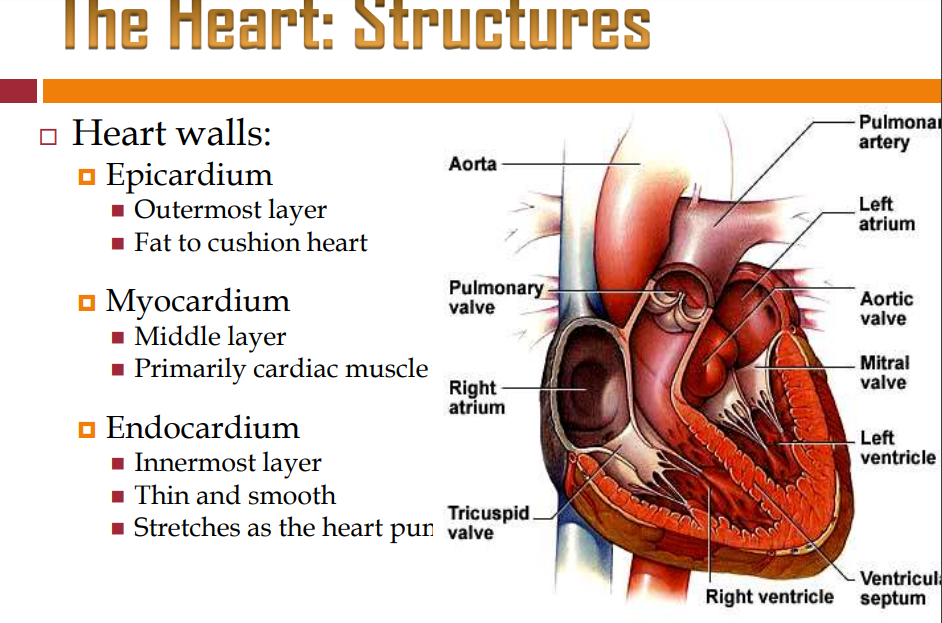 The Heart: Structures
Heart walls:
Epicardium
Outermost layer
Fat to cushion heart
Myocardium
Middle layer
Primarily cardiac muscle
Endocardium
Innermost layer
Thin and smooth
Stretches as the heart pun
Aorta
Pulmonary
valve
Right
atrium
Tricuspid
valve
Right ventricle
Pulmonar
artery
Left
atrium
Aortic
valve
Mitral
valve
Left
ventricle
Ventricul
septum